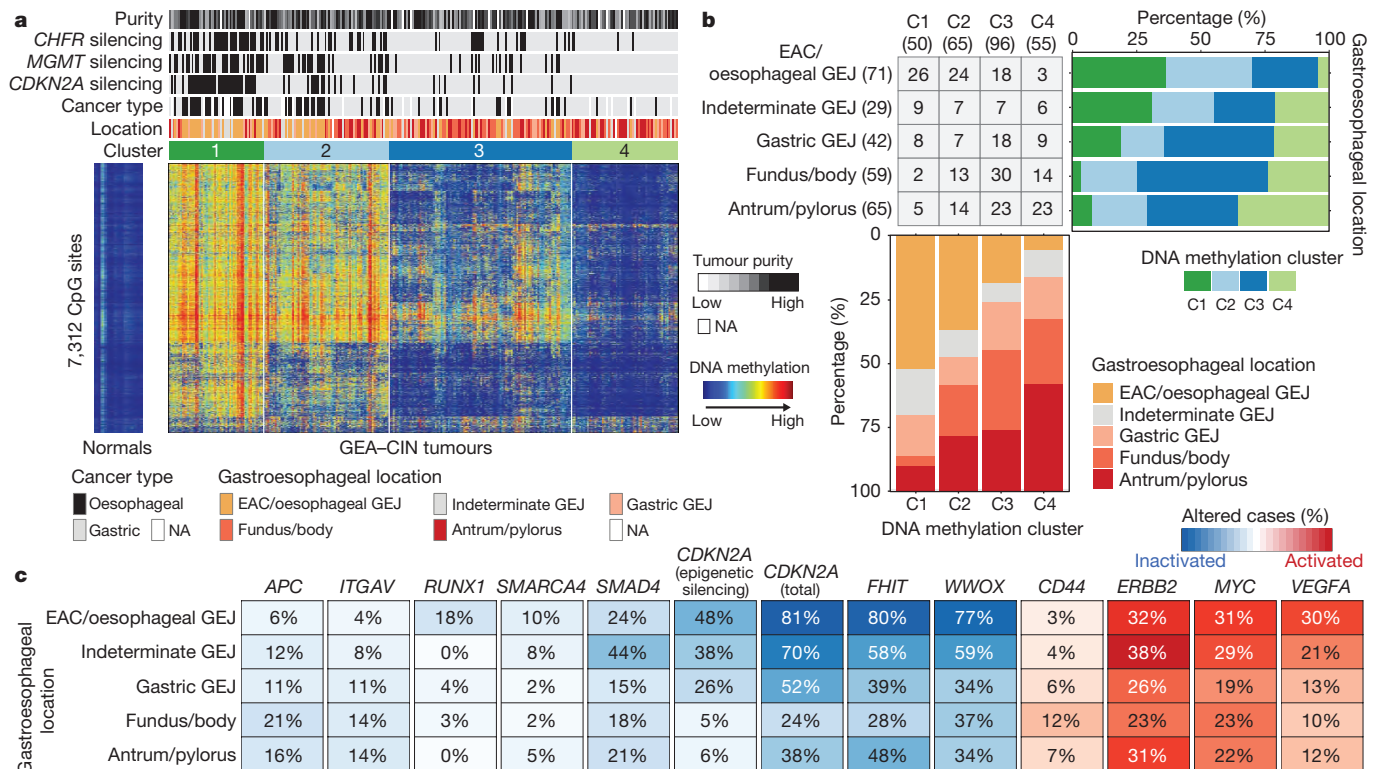 a
Purity
CHFR silencing
MGMT silencing
CDKN2A silencing
Cancer type
Location
Cluster
1 2 3 4
7,312 CpG sites
Normals
GEA–CIN tumours
Tumour purity
Low High
NA
DNA methylation
Low High
Cancer type
Oesophageal
Gastric NA
Gastroesophageal location
EAC/oesophageal GEJ Indeterminate GEJ Gastric GEJ
Fundus/body Antrum/pylorus NA
b
C1 C2 C3 C4
(50) (65) (96) (55)
EAC/
oesophageal GEJ (71) 26 24 18 3
Indeterminate GEJ (29) 9 7 7 6
Gastric GEJ (42) 8 7 18 9
Fundus/body (59) 2 13 30 14
Antrum/pylorus (65) 5 14 23 23
Percentage (%)
0 25 50 75 100
Gastroesophageal location
DNA methylation cluster
C1 C2 C3 C4
Percentage (%)
0
25
50
75
100
C1 C2 C3 C4
DNA methylation cluster
Gastroesophageal location
EAC/oesophageal GEJ
Indeterminate GEJ
Gastric GEJ
Fundus/body
Antrum/pylorus
Altered cases (%)
Inactivated Activated
c
APC ITGAV RUNX1 SMARCA4 SMAD4 CDKN2A (epigenetic silencing) CDKN2A (total) FHIT WWOX CD44 ERBB2 MYC VEGFA
Gastroesophageal
location
EAC/oesophageal GEJ 6% 4% 18% 10% 24% 48% 81% 80% 77% 3% 32% 31% 30%
Indeterminate GEJ 12% 8% 0% 8% 44% 38% 70% 58% 59% 4% 38% 29% 21%
Gastric GEJ 11% 11% 4% 2% 15% 26% 52% 39% 34% 6% 26% 19% 13%
Fundus/body 21% 14% 3% 2% 18% 5% 24% 28% 37% 12% 23% 23% 10%
Antrum/pylorus 16% 14% 0% 5% 21% 6% 38% 48% 34% 7% 31% 22% 12%